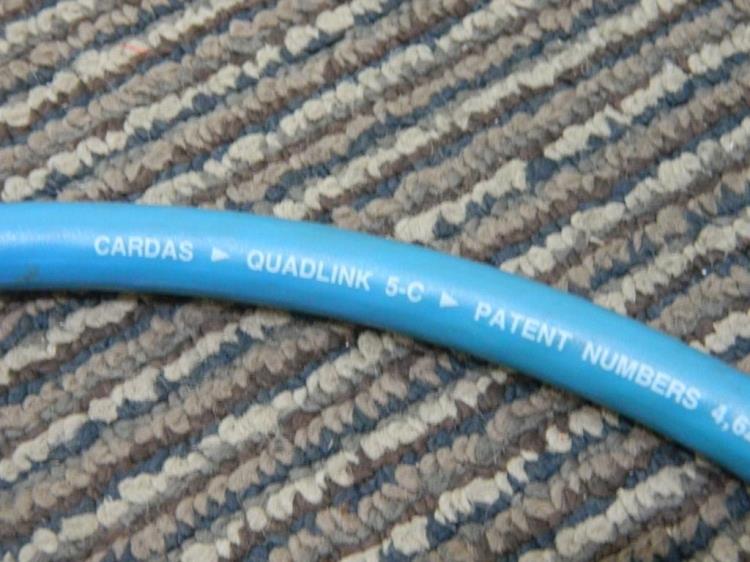 CARDAS ► QUADLINK 5-C ► PATENT NUMBERS 4,6